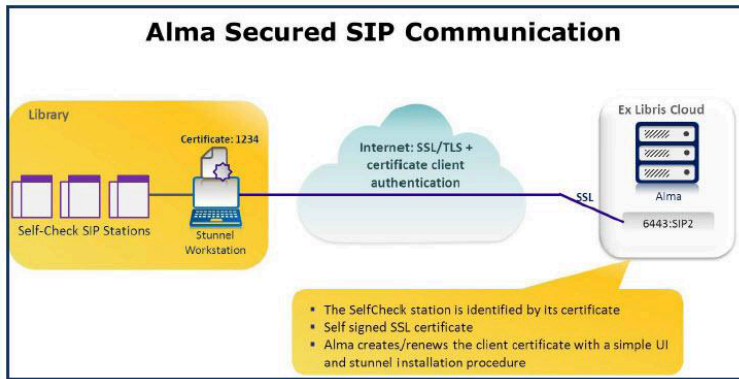 Alma Secured SIP Communication
Library
Certificate: 1234
Self-Check SIP Stations
Stunnel
Workstation
Internet: SSL/TLS +
certificate client
authentication
SSL
Ex Libris Cloud
Alma
6443:SIP2
▪ The SelfCheck station is identified by its certificate
▪ Self signed SSL certificate
▪ Alma creates/renews the client certificate with a simple UI
and stunnel installation procedure